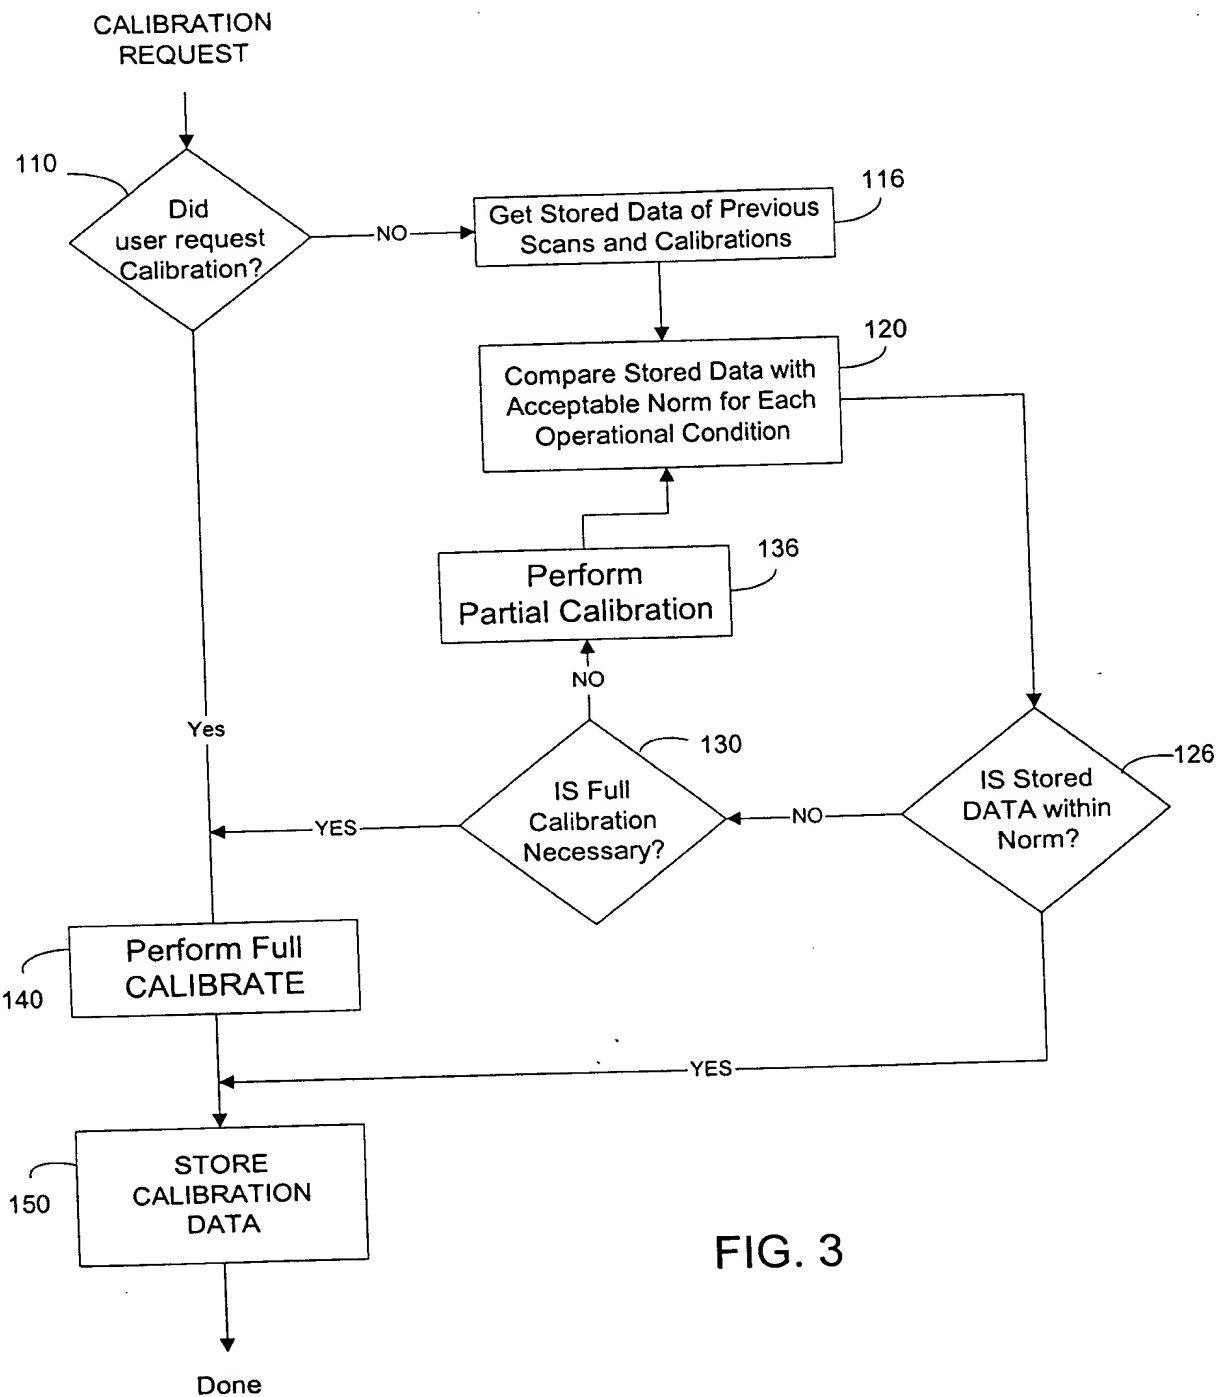 CALIBRATION
REQUEST
110
Did
user request
Calibration?
NO
Get Stored Data of Previous
Scans and Calibrations
116
120
Compare Stored Data with
Acceptable Norm for Each
Operational Condition
136
Perform
Partial Calibration
NO
Yes
130
IS Full
Calibration
Necessary?
YES
NO
126
IS Stored
DATA within
Norm?
Perform Full
CALIBRATE
140
YES
STORE
CALIBRATION
DATA
150
FIG. 3
Done